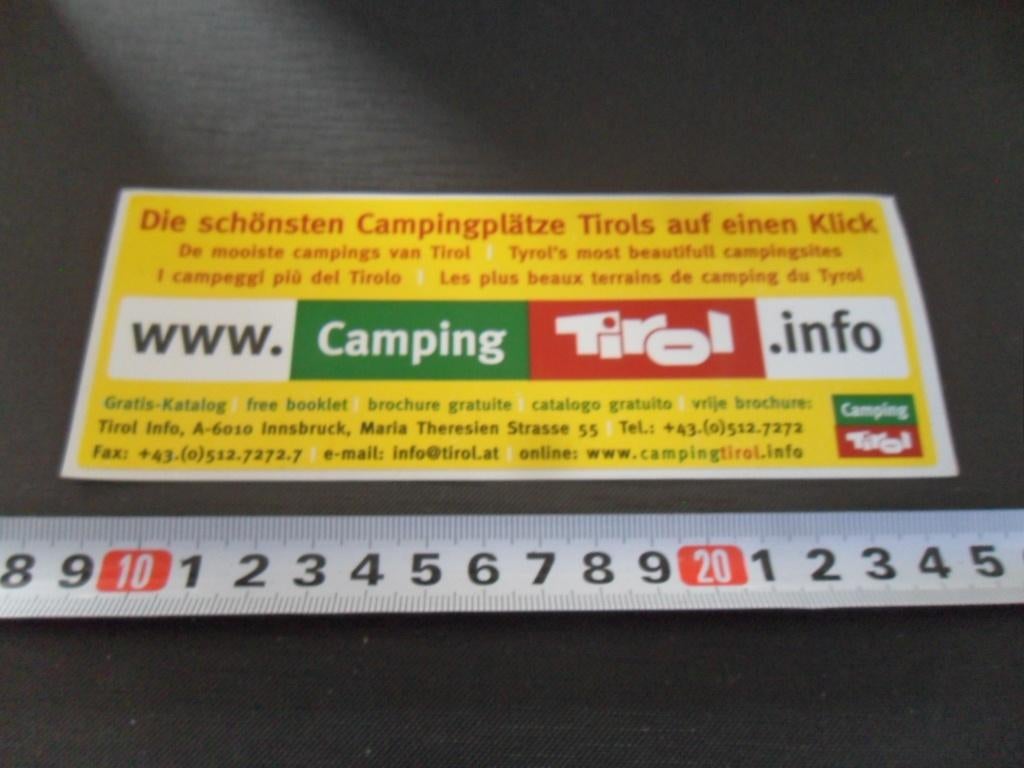 Die schönsten Campingplätze Tirols auf einen Klick
De mooiste campings van Tirol | Tyrol's most beautifull campingsites
I campeggi più del Tirolo | Les plus beaux terrains de camping du Tyrol
www. Camping Tirol .info
Gratis-Katalog | free booklet | brochure gratuite | catalogo gratuito | vrije brochure:
Tirol Info, A-6010 Innsbruck, Maria Theresien Strasse 55 | Tel.: +43.(0)512.7272
Fax: +43.(0)512.7272.7 | e-mail: info@tirol.at | online: www.campingtirol.info
Camping
Tirol
8 9 10 1 2 3 4 5 6 7 8 9 20 1 2 3 4 5